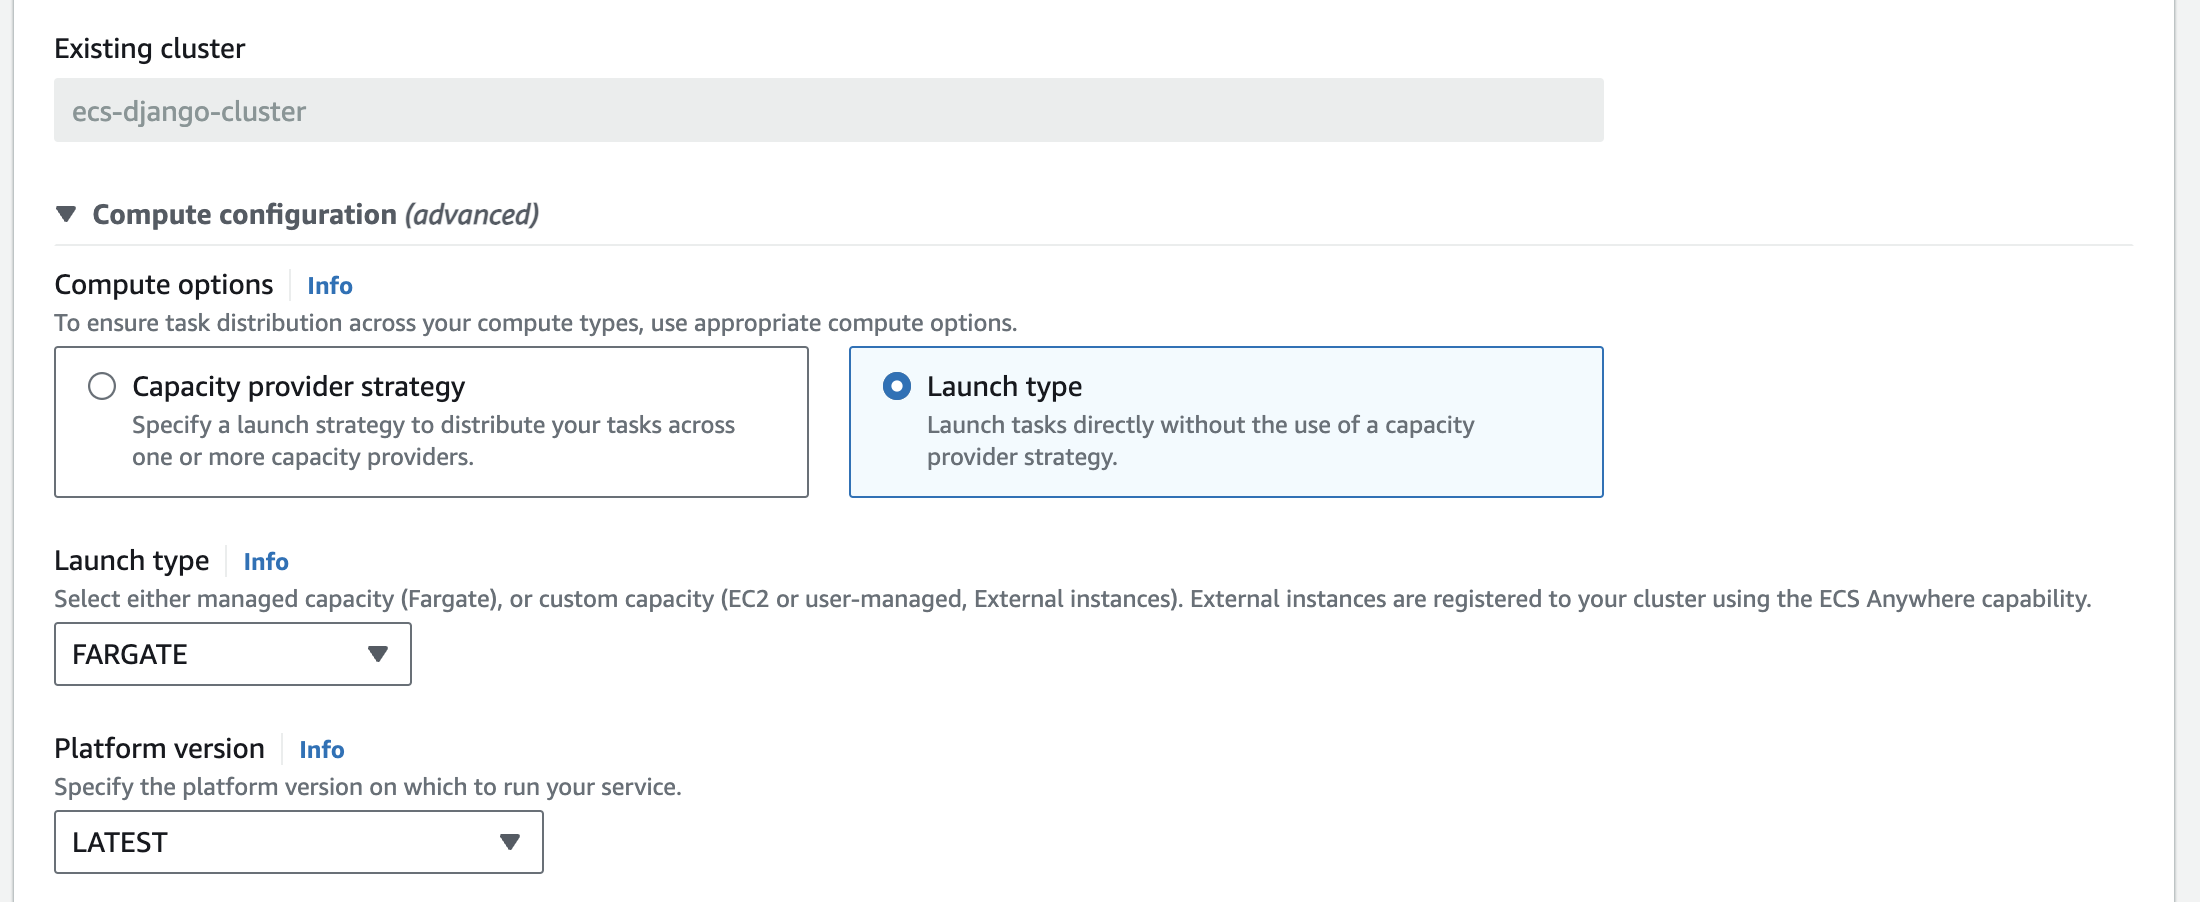 Existing cluster
ecs-django-cluster
Compute configuration (advanced)
Compute options Info
To ensure task distribution across your compute types, use appropriate compute options.
Capacity provider strategy
Specify a launch strategy to distribute your tasks across
one or more capacity providers.
Launch type
Launch tasks directly without the use of a capacity
provider strategy.
Launch type Info
Select either managed capacity (Fargate), or custom capacity (EC2 or user-managed, External instances). External instances are registered to your cluster using the ECS Anywhere capability.
FARGATE
Platform version Info
Specify the platform version on which to run your service.
LATEST